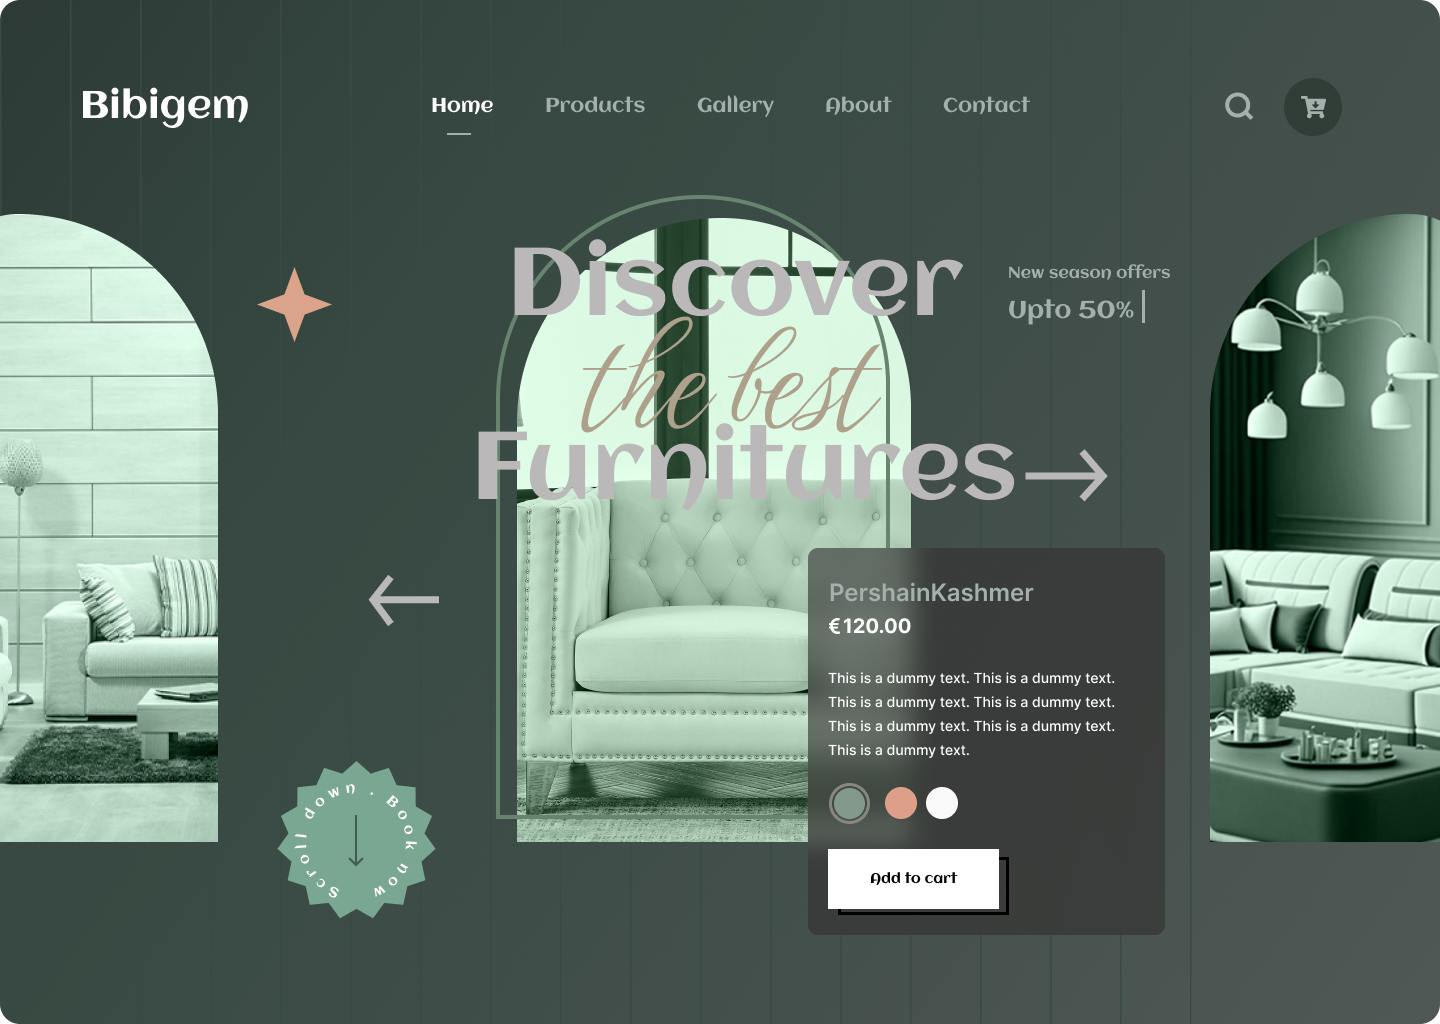 Bibigem
Home
Products
Gallery
About
Contact
Discover
the best
Furnitures
New season offers
Upto 50%
PershainKashmer
€120.00
This is a dummy text. This is a dummy text.
This is a dummy text. This is a dummy text.
This is a dummy text. This is a dummy text.
This is a dummy text.
Add to cart
Scroll down . Book now